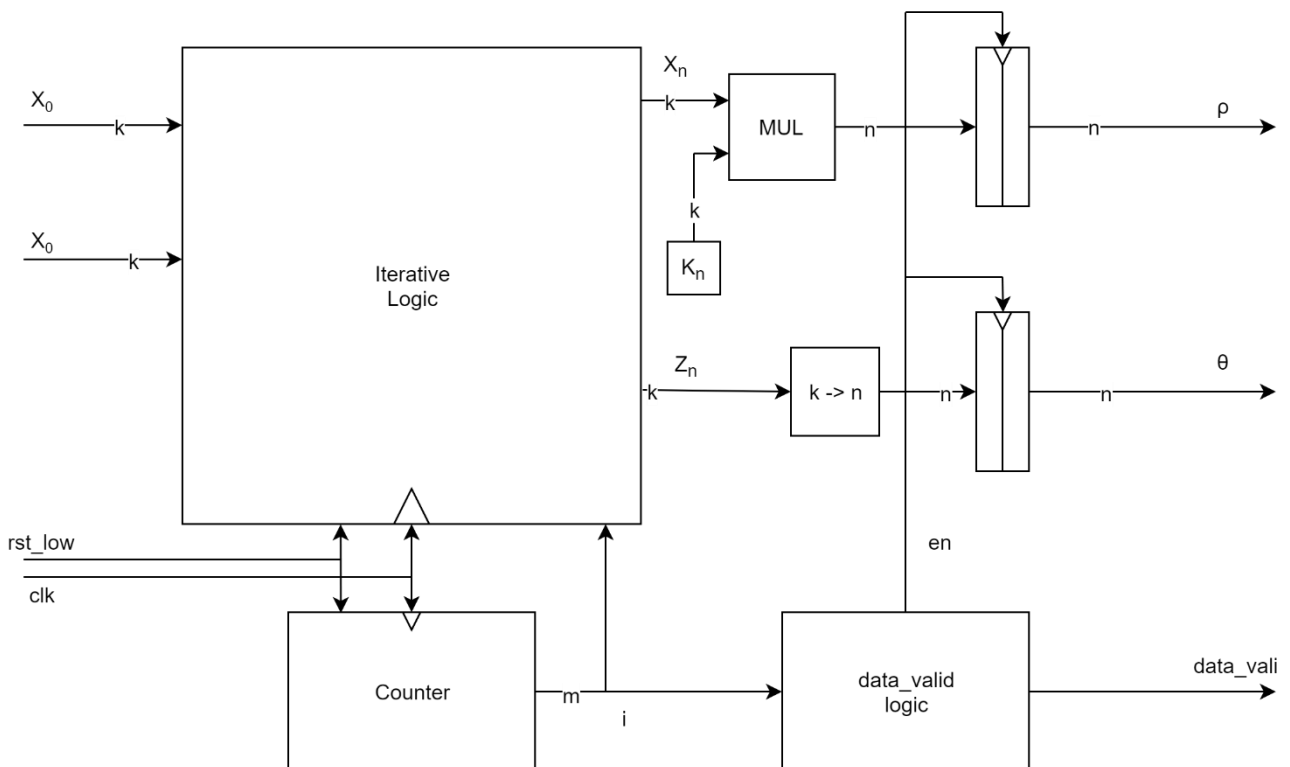 X₀
k
X₀
k
Iterative
Logic
Xₙ
k
MUL
n
n
ρ
k
Kₙ
Zₙ
k
k -> n
n
n
θ
rst_low
clk
en
Counter
m
i
data_valid
logic
data_vali